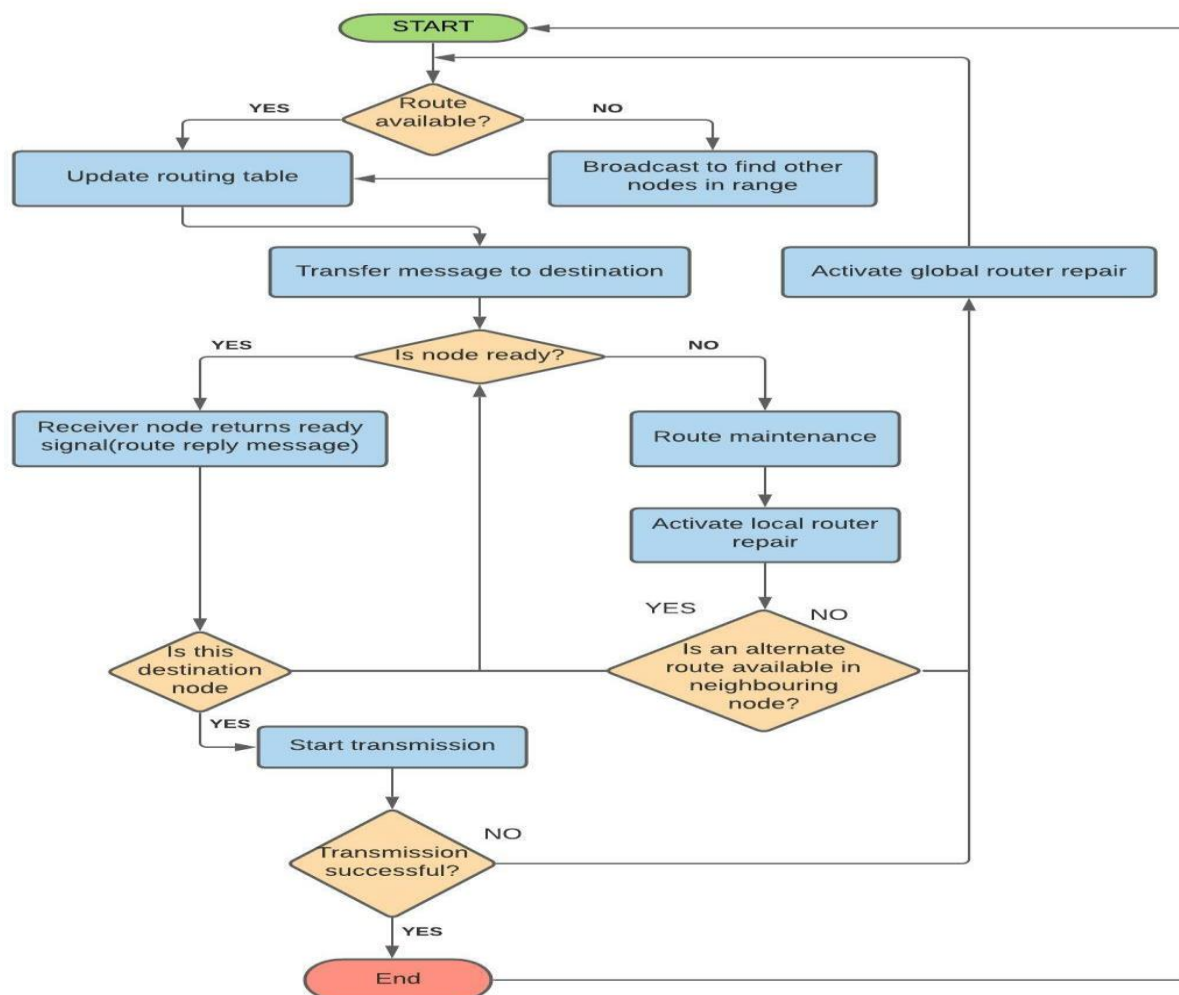 START
YES
Route
available?
NO
Update routing table
Broadcast to find other
nodes in range
Transfer message to destination
Activate global router repair
YES
Is node ready?
NO
Receiver node returns ready
signal(route reply message)
Route maintenance
Activate local router
repair
YES
NO
Is this
destination
node
Is an alternate
route available in
neighbouring
node?
YES
Start transmission
NO
Transmission
successful?
YES
End